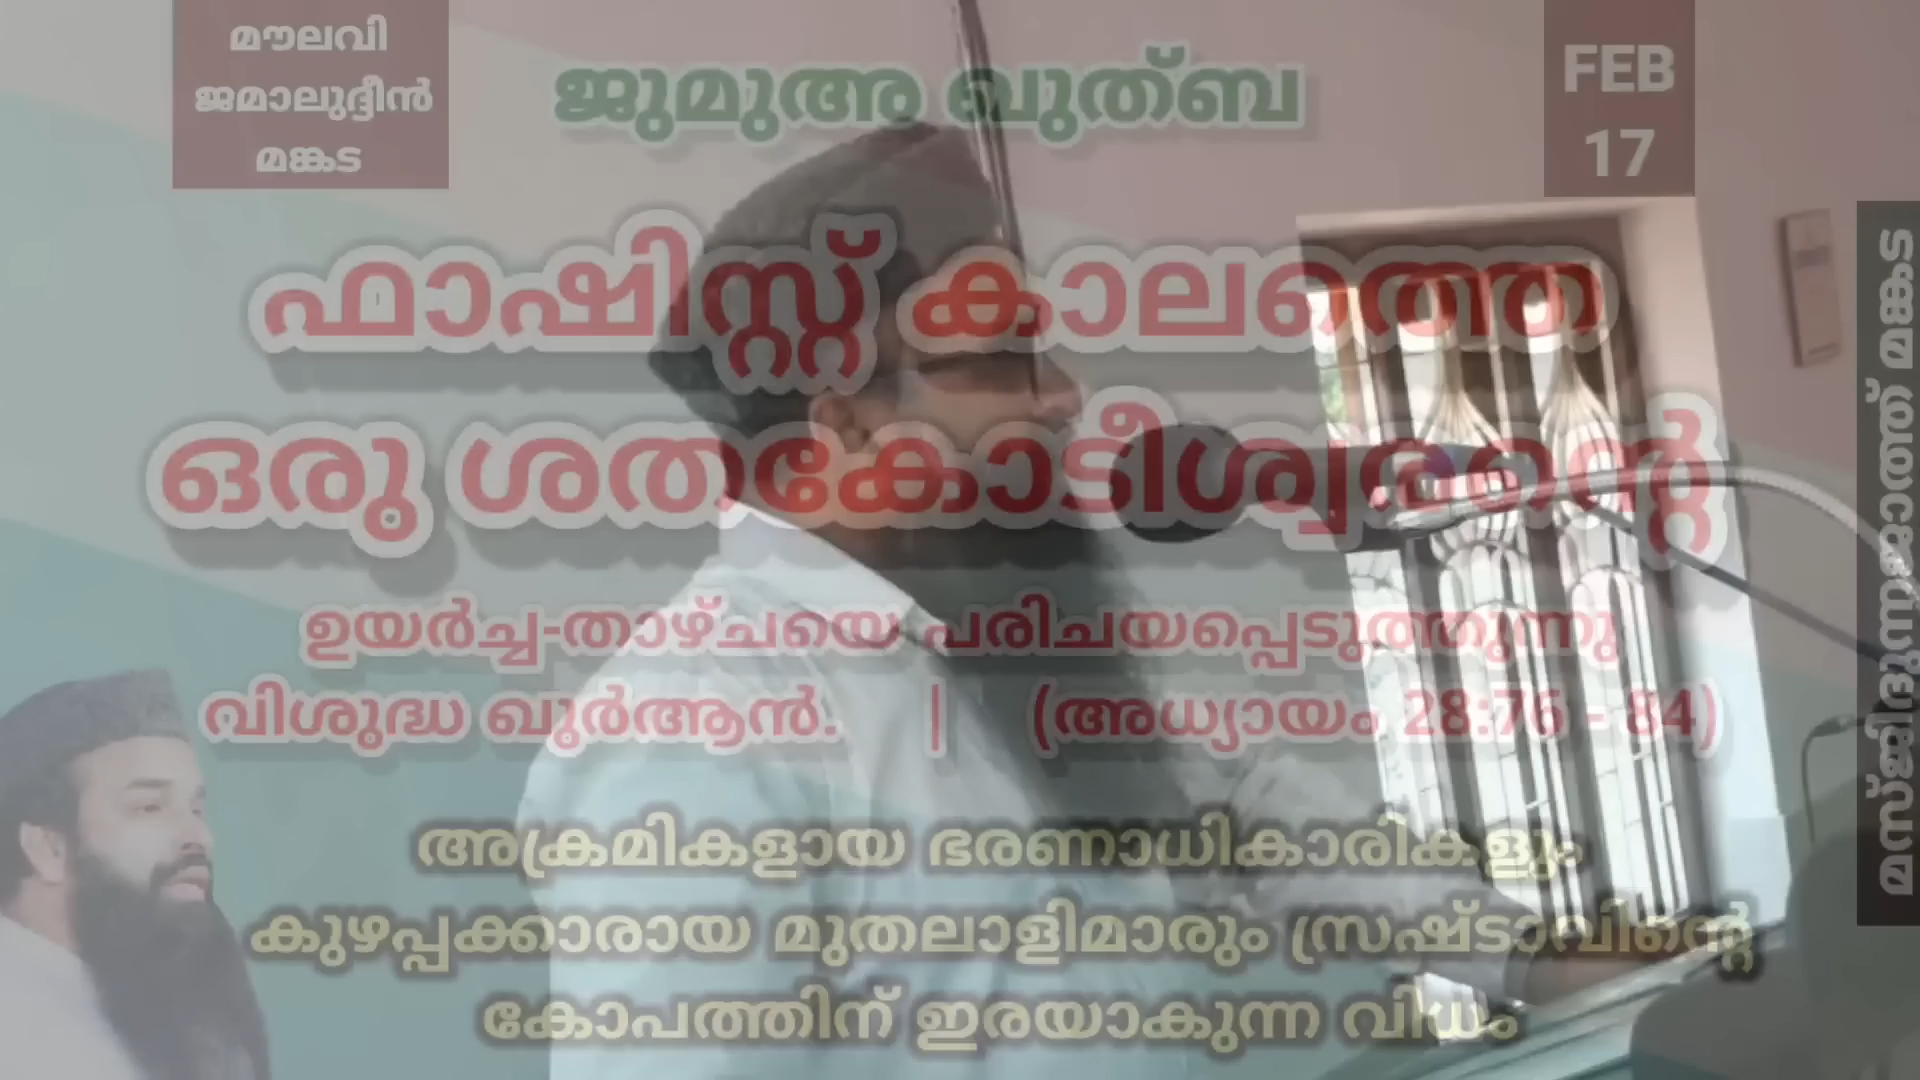 മൗലവി
ജമാലുദ്ദീൻ
മങ്കട
ജുമുഅ ഖുത്ബ
FEB
17
ഫാഷിസ്റ്റ് കാലത്തെ
ഒരു ശതകോടീശ്വരന്റെ
ഉയർച്ച-താഴ്ചയെ പരിചയപ്പെടുത്തുന്നു
വിശുദ്ധ ഖുർആൻ. | (അധ്യായം 28:76 - 84)
അക്രമികളായ ഭരണാധികാരികളും
കുഴപ്പക്കാരായ മുതലാളിമാരും സ്രഷ്ടാവിന്റെ
കോപത്തിന് ഇരയാകുന്ന വിധം
മസ്ജിദുന്നജാത്ത് മങ്കട